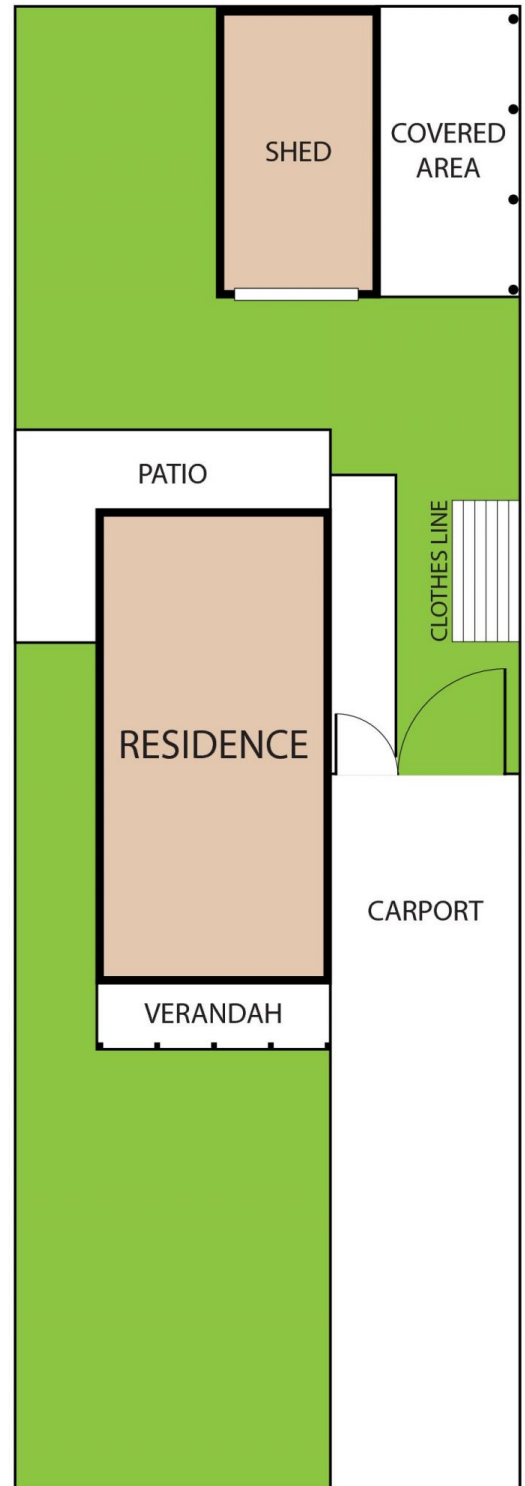 SHED
COVERED
AREA
PATIO
CLOTHES LINE
RESIDENCE
CARPORT
VERANDAH